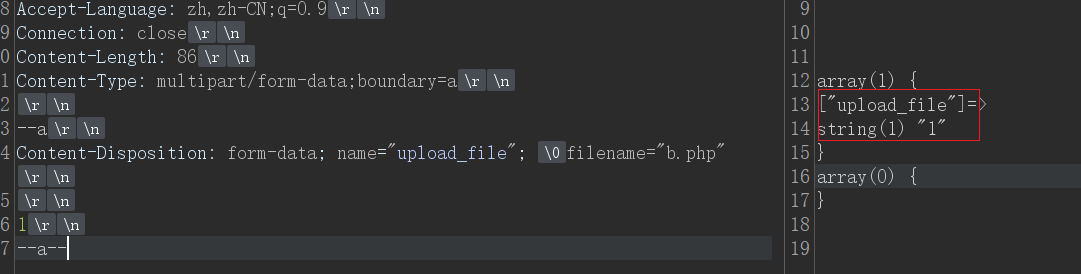 8 Accept-Language: zh,zh-CN;q=0.9 \r \n
9 Connection: close \r \n
0 Content-Length: 86 \r \n
1 Content-Type: multipart/form-data;boundary=a \r \n
2 \r \n
3 --a \r \n
4 Content-Disposition: form-data; name="upload_file"; \0 filename="b.php"
\r \n
5 \r \n
6 1 \r \n
7 --a--
9
10
11
12 array(1) {
13 ["upload_file"]=>
14 string(1) "1"
15 }
16 array(0) {
17 }
18
19